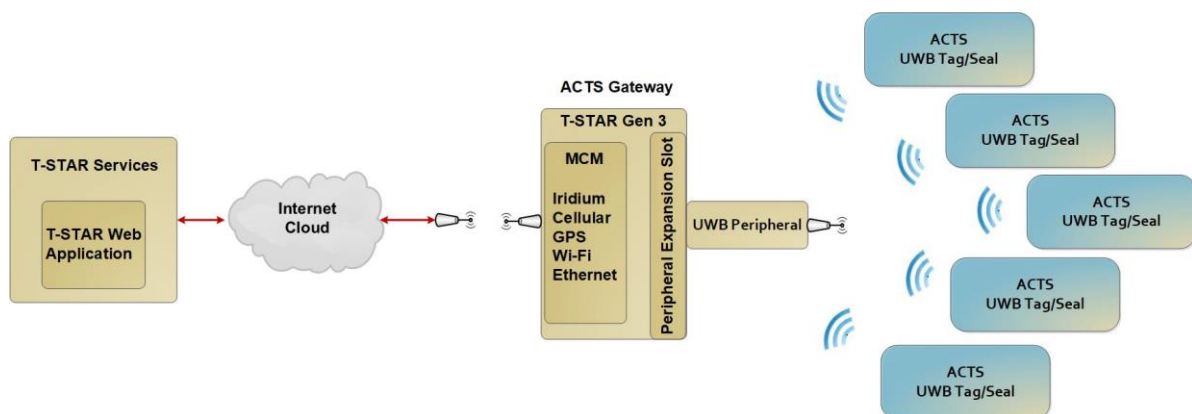 T-STAR Services
T-STAR Web
Application
Internet
Cloud
ACTS Gateway
T-STAR Gen 3
MCM
Iridium
Cellular
GPS
Wi-Fi
Ethernet
Peripheral Expansion Slot
UWB Peripheral
ACTS
UWB Tag/Seal
ACTS
UWB Tag/Seal
ACTS
UWB Tag/Seal
ACTS
UWB Tag/Seal
ACTS
UWB Tag/Seal